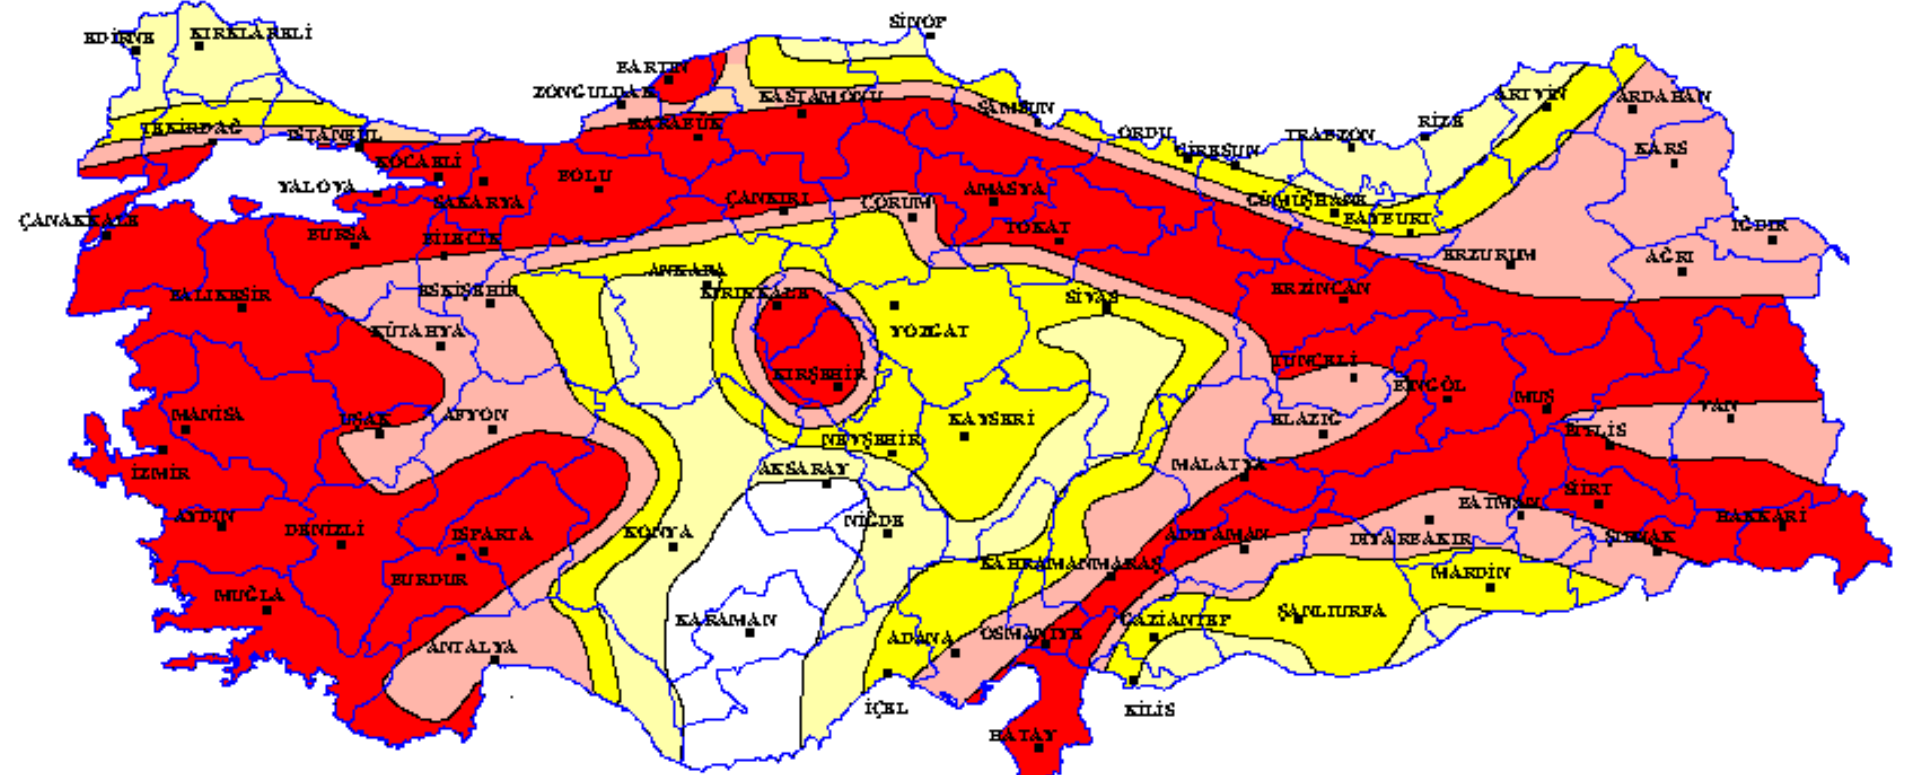 SİNOP
EDİRNE
KIRKLARELİ
BARTIN
ZONGULDAK
KASTAMONU
ARTVİN
ARDAHAN
SAMSUN
TEKİRDAĞ
İSTANBUL
KARABÜK
ORDU
GİRESUN
TRABZON
RİZE
KARS
KOCAELİ
YALOVA
SAKARYA
BOLU
ÇANKIRI
ÇORUM
AMASYA
GÜMÜŞHANE
BAYBURT
ÇANAKKALE
BURSA
BİLECİK
TOKAT
IĞDIR
ERZURUM
AĞRI
BALIKESİR
ESKİŞEHİR
ANKARA
KIRIKKALE
SİVAS
ERZİNCAN
KÜTAHYA
YOZGAT
KIRŞEHİR
TUNCELİ
BİNGÖL
MUŞ
VAN
MANİSA
UŞAK
AFYON
KAYSERİ
ELAZIĞ
BİTLİS
NEVŞEHİR
İZMİR
AKSARAY
MALATYA
SİİRT
AYDIN
DENİZLİ
ISPARTA
KONYA
NİĞDE
ADIYAMAN
DİYARBAKIR
BATMAN
ŞIRNAK
HAKKARİ
BURDUR
KAHRAMANMARAŞ
MARDİN
MUĞLA
KARAMAN
ADANA
OSMANİYE
GAZİANTEP
ŞANLIURFA
ANTALYA
İÇEL
KİLİS
HATAY